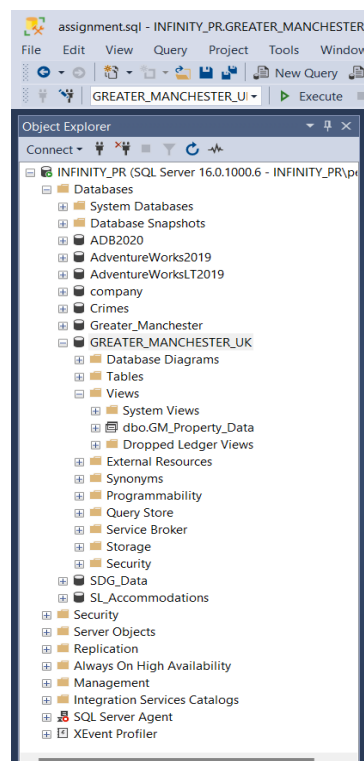 assignment.sql - INFINITY_PR.GREATER_MANCHESTER
File Edit View Query Project Tools Window
New Query
GREATER_MANCHESTER_UI Execute
Object Explorer
Connect
INFINITY_PR (SQL Server 16.0.1000.6 - INFINITY_PR\pe
Databases
System Databases
Database Snapshots
ADB2020
AdventureWorks2019
AdventureWorksLT2019
company
Crimes
Greater_Manchester
GREATER_MANCHESTER_UK
Database Diagrams
Tables
Views
System Views
dbo.GM_Property_Data
Dropped Ledger Views
External Resources
Synonyms
Programmability
Query Store
Service Broker
Storage
Security
SDG_Data
SL_Accommodations
Security
Server Objects
Replication
Always On High Availability
Management
Integration Services Catalogs
SQL Server Agent
XEvent Profiler